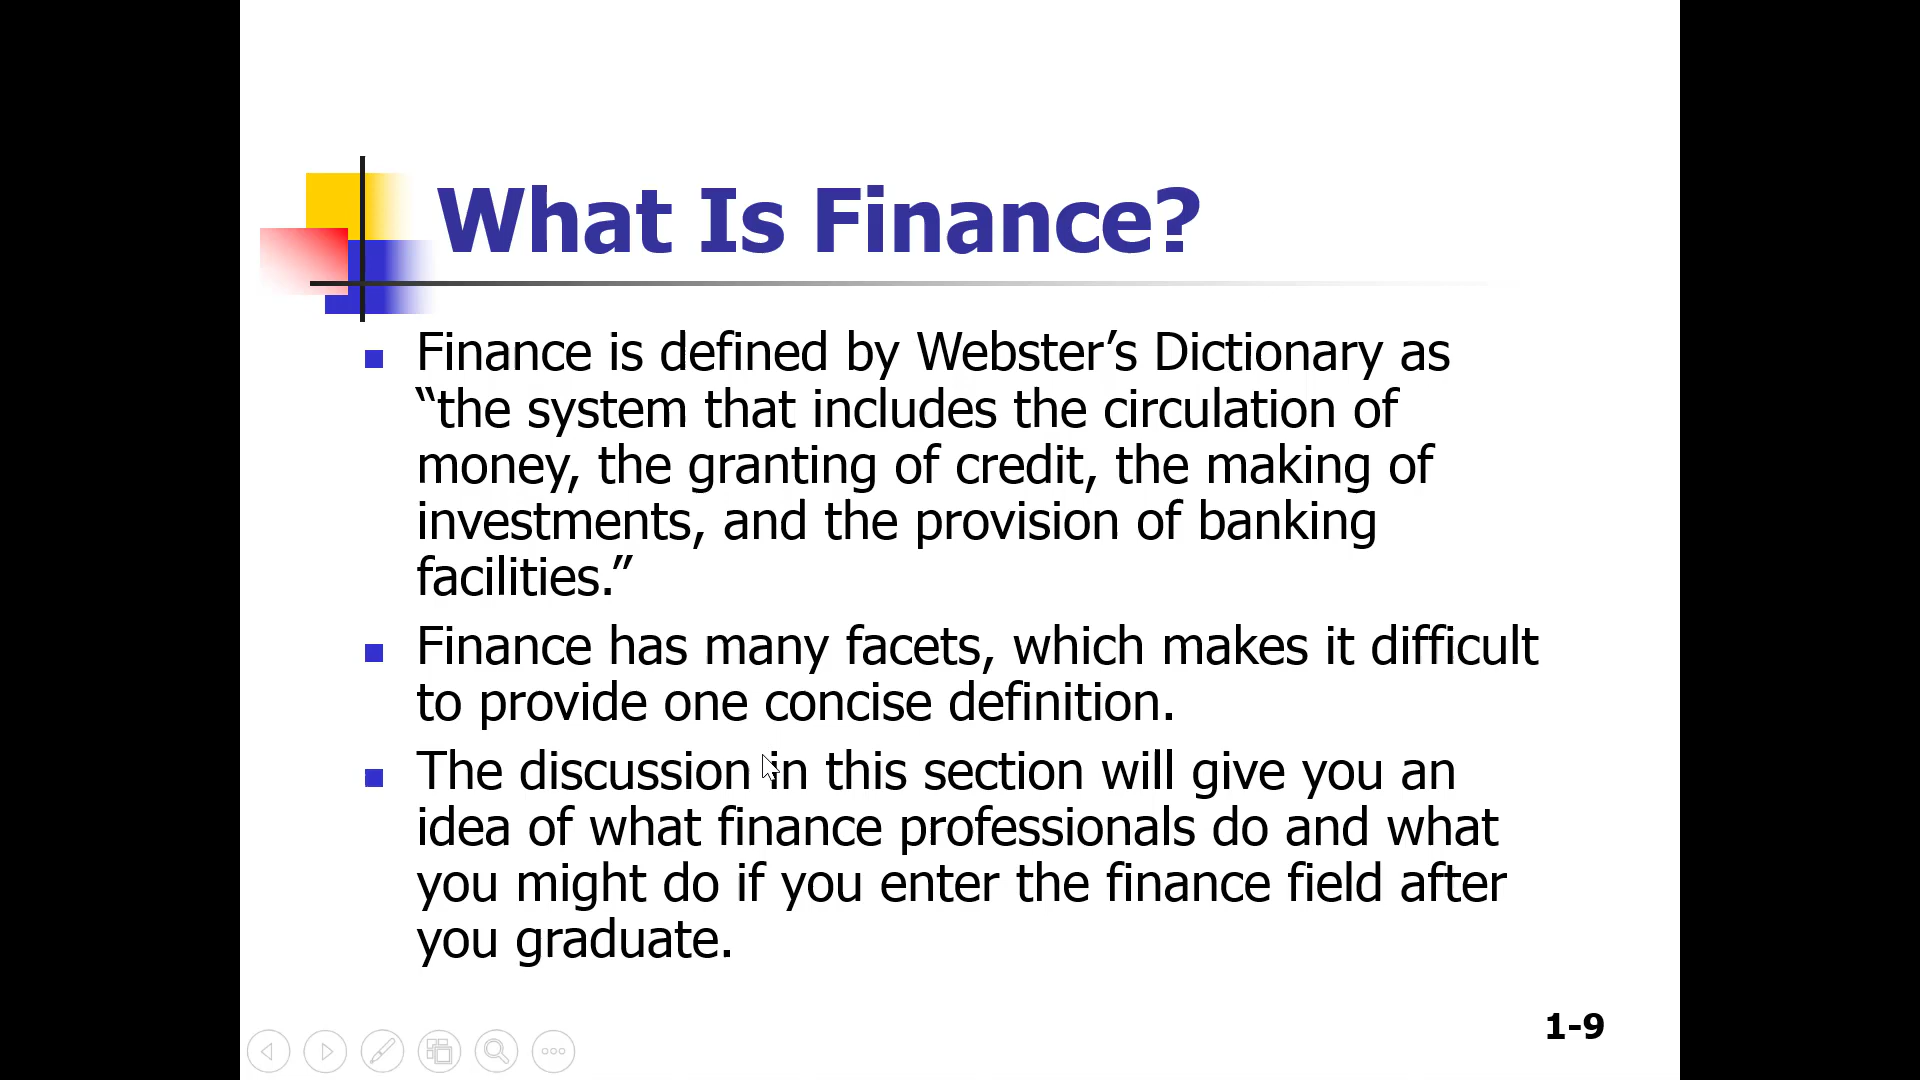 What Is Finance?
Finance is defined by Webster’s Dictionary as
“the system that includes the circulation of
money, the granting of credit, the making of
investments, and the provision of banking
facilities.”
Finance has many facets, which makes it difficult
to provide one concise definition.
The discussion in this section will give you an
idea of what finance professionals do and what
you might do if you enter the finance field after
you graduate.
1-9